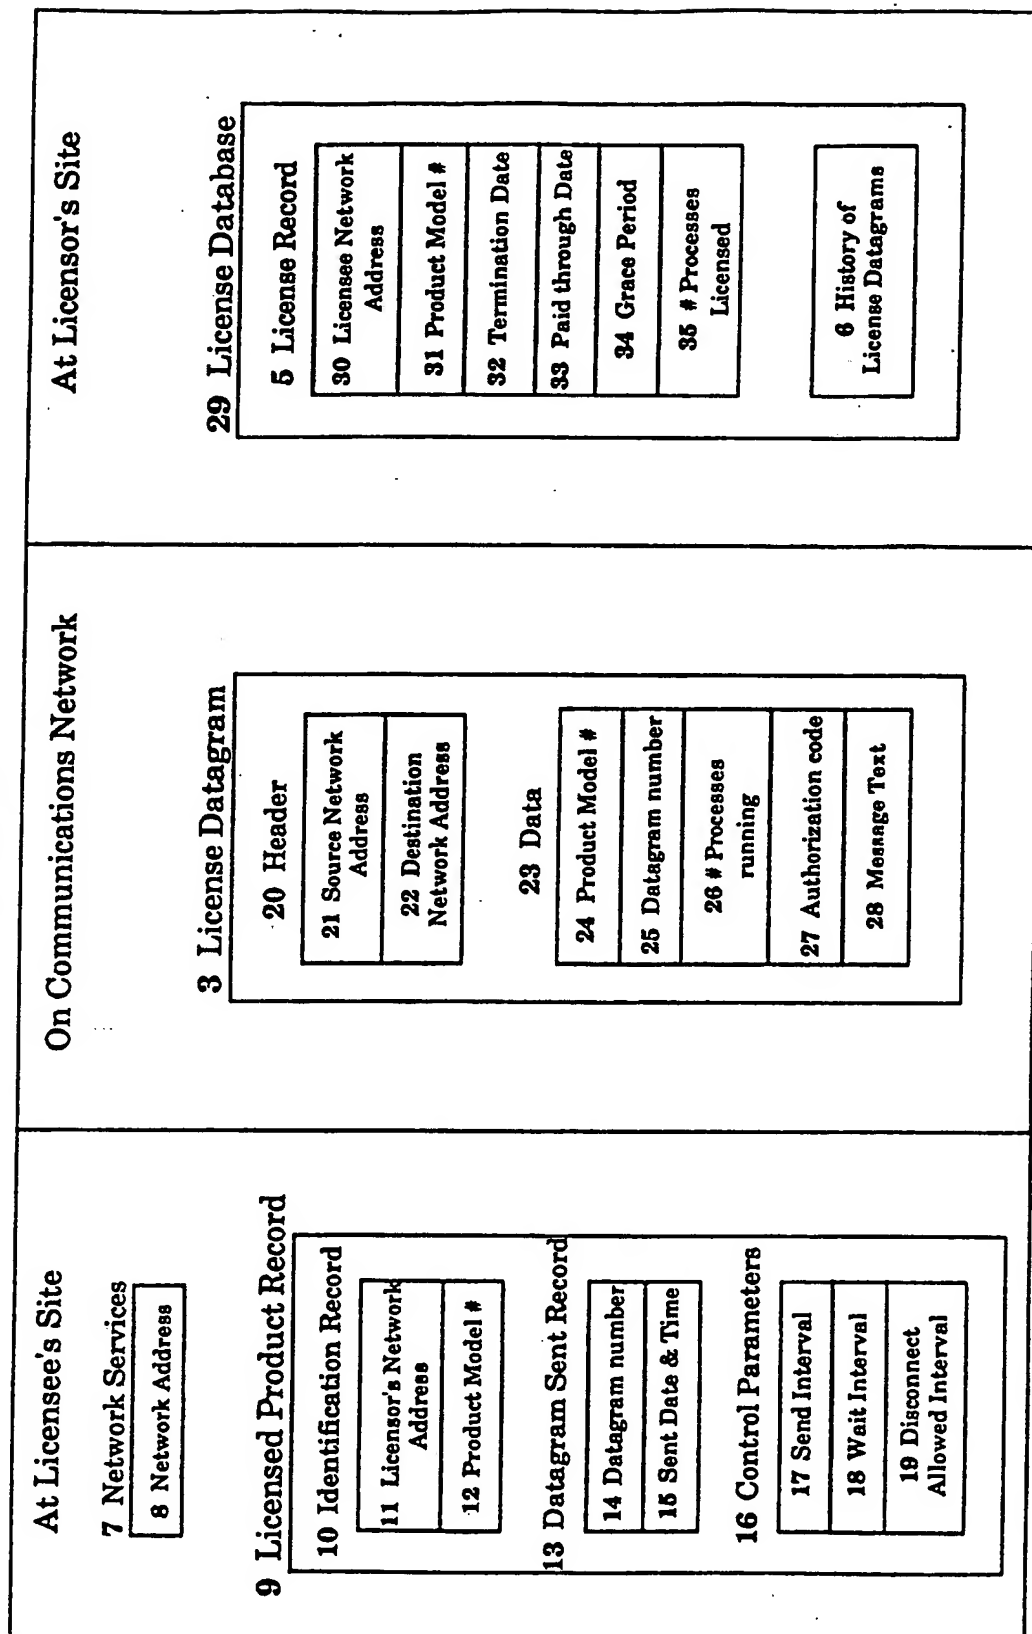 At Licensee's Site
7 Network Services
8 Network Address
9 Licensed Product Record
10 Identification Record
11 Licensor's Network
Address
12 Product Model #
13 Datagram Sent Record
14 Datagram number
15 Sent Date & Time
16 Control Parameters
17 Send Interval
18 Wait Interval
19 Disconnect
Allowed Interval
On Communications Network
3 License Datagram
20 Header
21 Source Network
Address
22 Destination
Network Address
23 Data
24 Product Model #
25 Datagram number
26 # Processes
running
27 Authorization code
28 Message Text
At Licensor's Site
29 License Database
5 License Record
30 Licensee Network
Address
31 Product Model #
32 Termination Date
33 Paid through Date
34 Grace Period
35 # Processes
Licensed
6 History of
License Datagrams